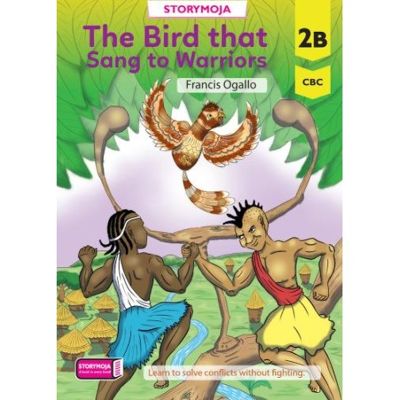 STORYMOJA
The Bird that
2B
Sang to Warriors
CBC
Francis Ogallo
STORYMOJA
Learn to solve conflicts without fighting.